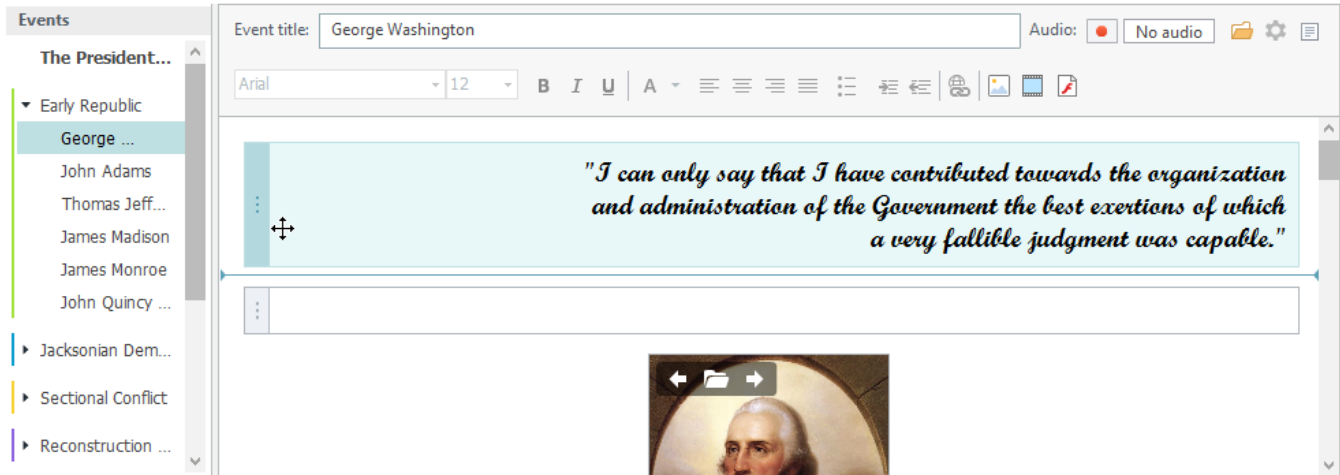 Events
The President...
Early Republic
George ...
John Adams
Thomas Jeff...
James Madison
James Monroe
John Quincy ...
Jacksonian Dem...
Sectional Conflict
Reconstruction ...
Event title: George Washington Audio: No audio
Arial 12 B I U A
"I can only say that I have contributed towards the organization
and administration of the Government the best exertions of which
a very fallible judgment was capable."